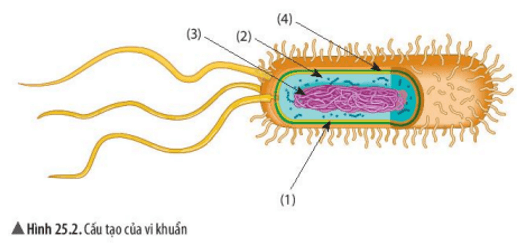 (4)
(3)
(2)
(1)
▲ Hình 25.2. Cấu tạo của vi khuẩn